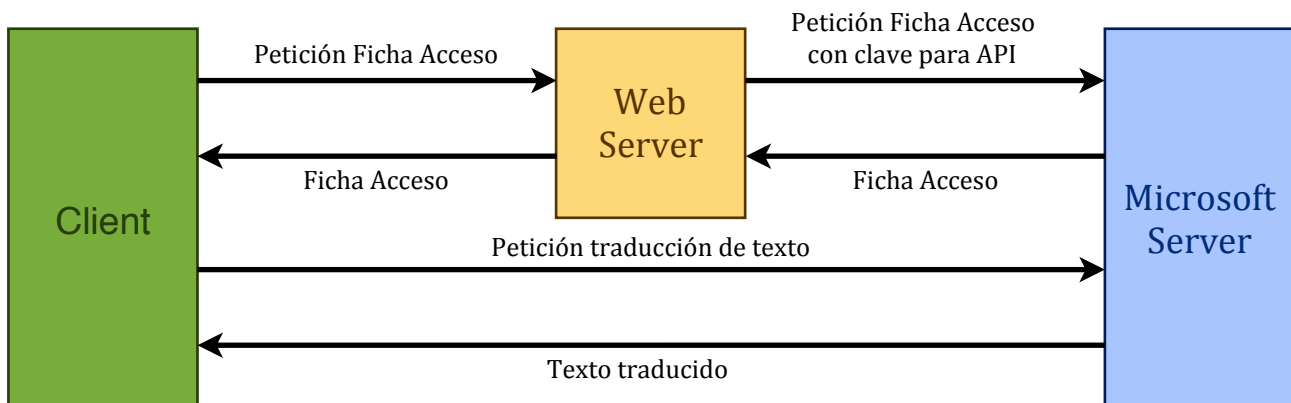 Petición Ficha Acceso
con clave para API
Petición Ficha Acceso
Web
Server
Ficha Acceso
Ficha Acceso
Client
Microsoft
Server
Petición traducción de texto
Texto traducido